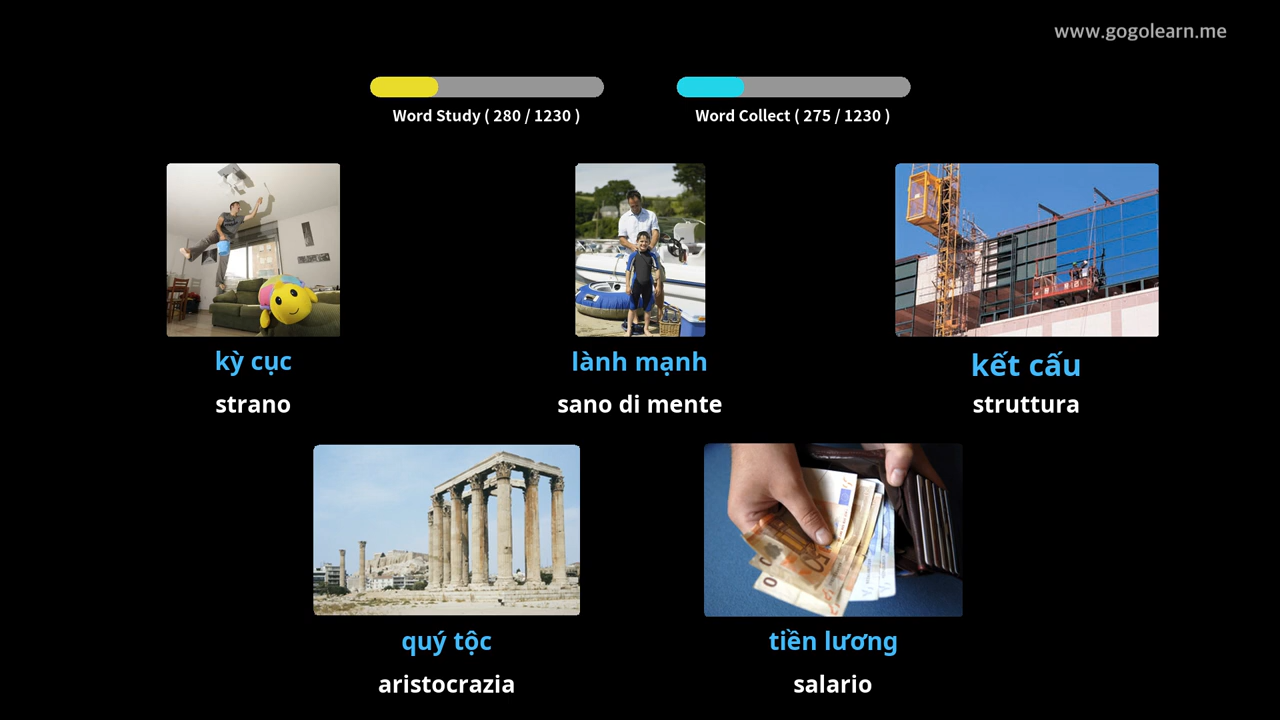 www.gogolearn.me
Word Study ( 280 / 1230 )
Word Collect ( 275 / 1230 )
kỳ cục
strano
lành mạnh
sano di mente
kết cấu
struttura
quý tộc
aristocrazia
tiền lương
salario